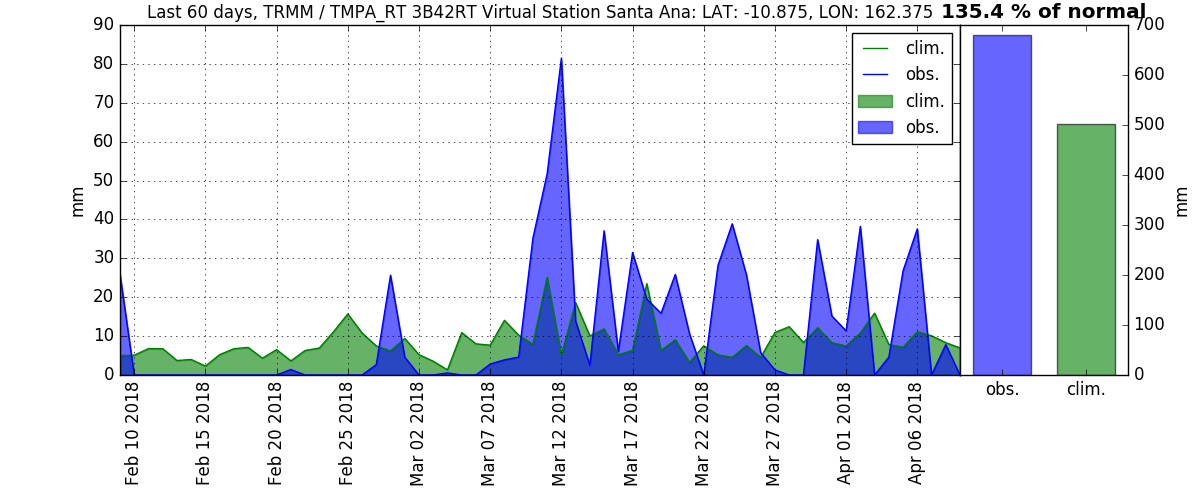 Last 60 days, TRMM / TMPA_RT 3B42RT Virtual Station Santa Ana: LAT: -10.875, LON: 162.375 135.4 % of normal
90
80
70
60
50
40
30
20
10
0
mm
clim.
obs.
clim.
obs.
700
600
500
400
300
200
100
0
mm
Feb 10 2018
Feb 15 2018
Feb 20 2018
Feb 25 2018
Mar 02 2018
Mar 07 2018
Mar 12 2018
Mar 17 2018
Mar 22 2018
Mar 27 2018
Apr 01 2018
Apr 06 2018
obs.
clim.